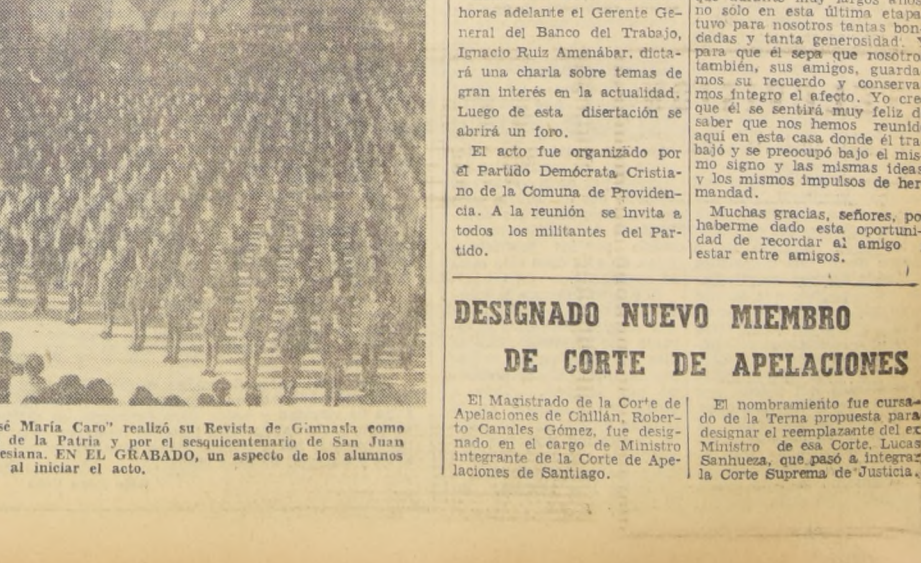 horas adelante el Gerente Ge-
neral del Banco del Trabajo,
Ignacio Ruiz Amenábar, dicta-
rá una charla sobre temas de
gran interés en la actualidad.
Luego de esta disertación se
abrirá un foro.
El acto fue organizado por
el Partido Demócrata Cristia-
no de la Comuna de Providen-
cia. A la reunión se invita a
todos los militantes del Par-
tido.
no sólo en esta última etapa
tuvo para nosotros tantas bon-
dadas y tanta generosidad. Y
para que él sepa que nosotro
también, sus amigos, guarda
mos su recuerdo y conserva
mos íntegro el afecto. Yo cre
que él se sentirá muy feliz d
saber que nos hemos reunid
aquí en esta casa donde él tra
bajó y se preocupó bajo el mis
mo signo y las mismas ideas
y los mismos impulsos de her
mandad.
Muchas gracias, señores, po
haberme dado esta oportuni-
dad de recordar al amigo
estar entre amigos.
DESIGNADO NUEVO MIEMBRO
DE CORTE DE APELACIONES
El Magistrado de la Corte de
Apelaciones de Chillán, Rober-
to Canales Gómez, fue desig-
nado en el cargo de Ministro
integrante de la Corte de Ape-
laciones de Santiago.
El nombramiento fue cursa-
do de la Terna propuesta para
designar el reemplazante del ex
Ministro de esa Corte, Lucas
Sanhueza, que pasó a integrar
la Corte Suprema de Justicia.
sé María Caro" realizó su Revista de Gimnasia como
de la Patria y por el sesquicentenario de San Juan
esiana. EN EL GRABADO, un aspecto de los alumnos
al iniciar el acto.